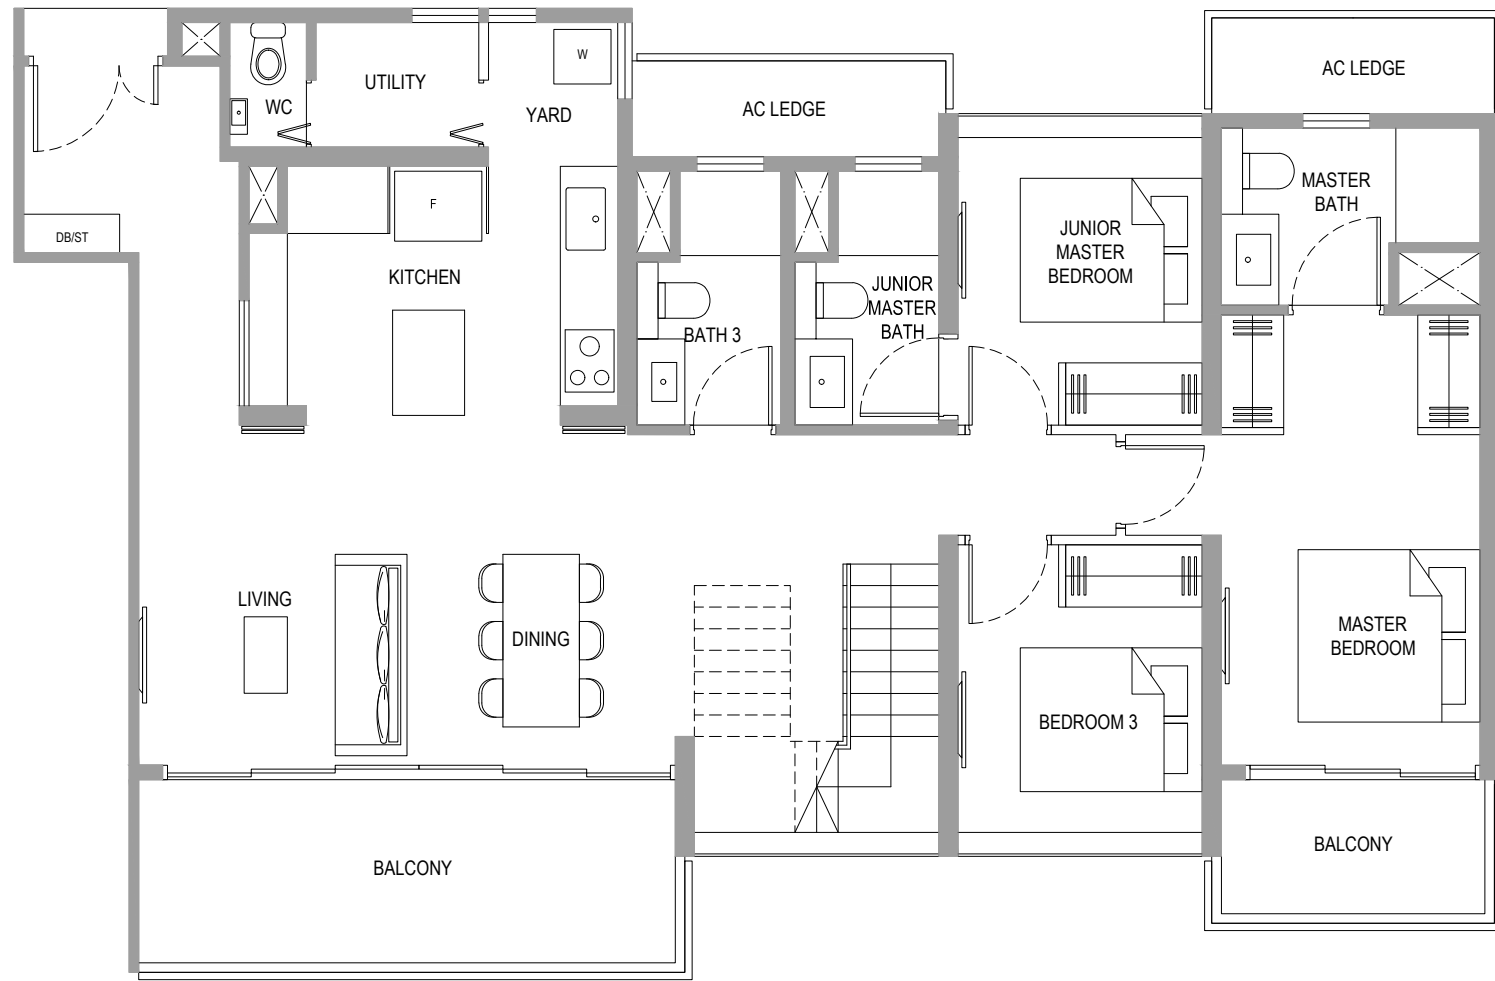 AC LEDGE
W
UTILITY
WC
YARD
AC LEDGE
MASTER
BATH
F
DB/ST
JUNIOR
MASTER
BEDROOM
KITCHEN
JUNIOR
MASTER
BATH
BATH 3
LIVING
DINING
MASTER
BEDROOM
BEDROOM 3
BALCONY
BALCONY